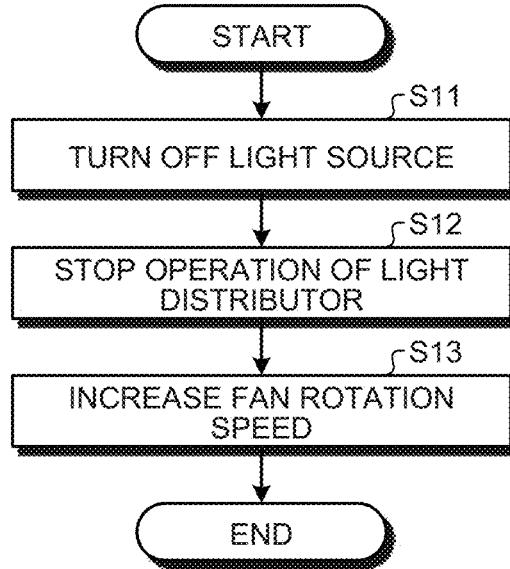 START
S11
TURN OFF LIGHT SOURCE
S12
STOP OPERATION OF LIGHT
DISTRIBUTOR
S13
INCREASE FAN ROTATION
SPEED
END